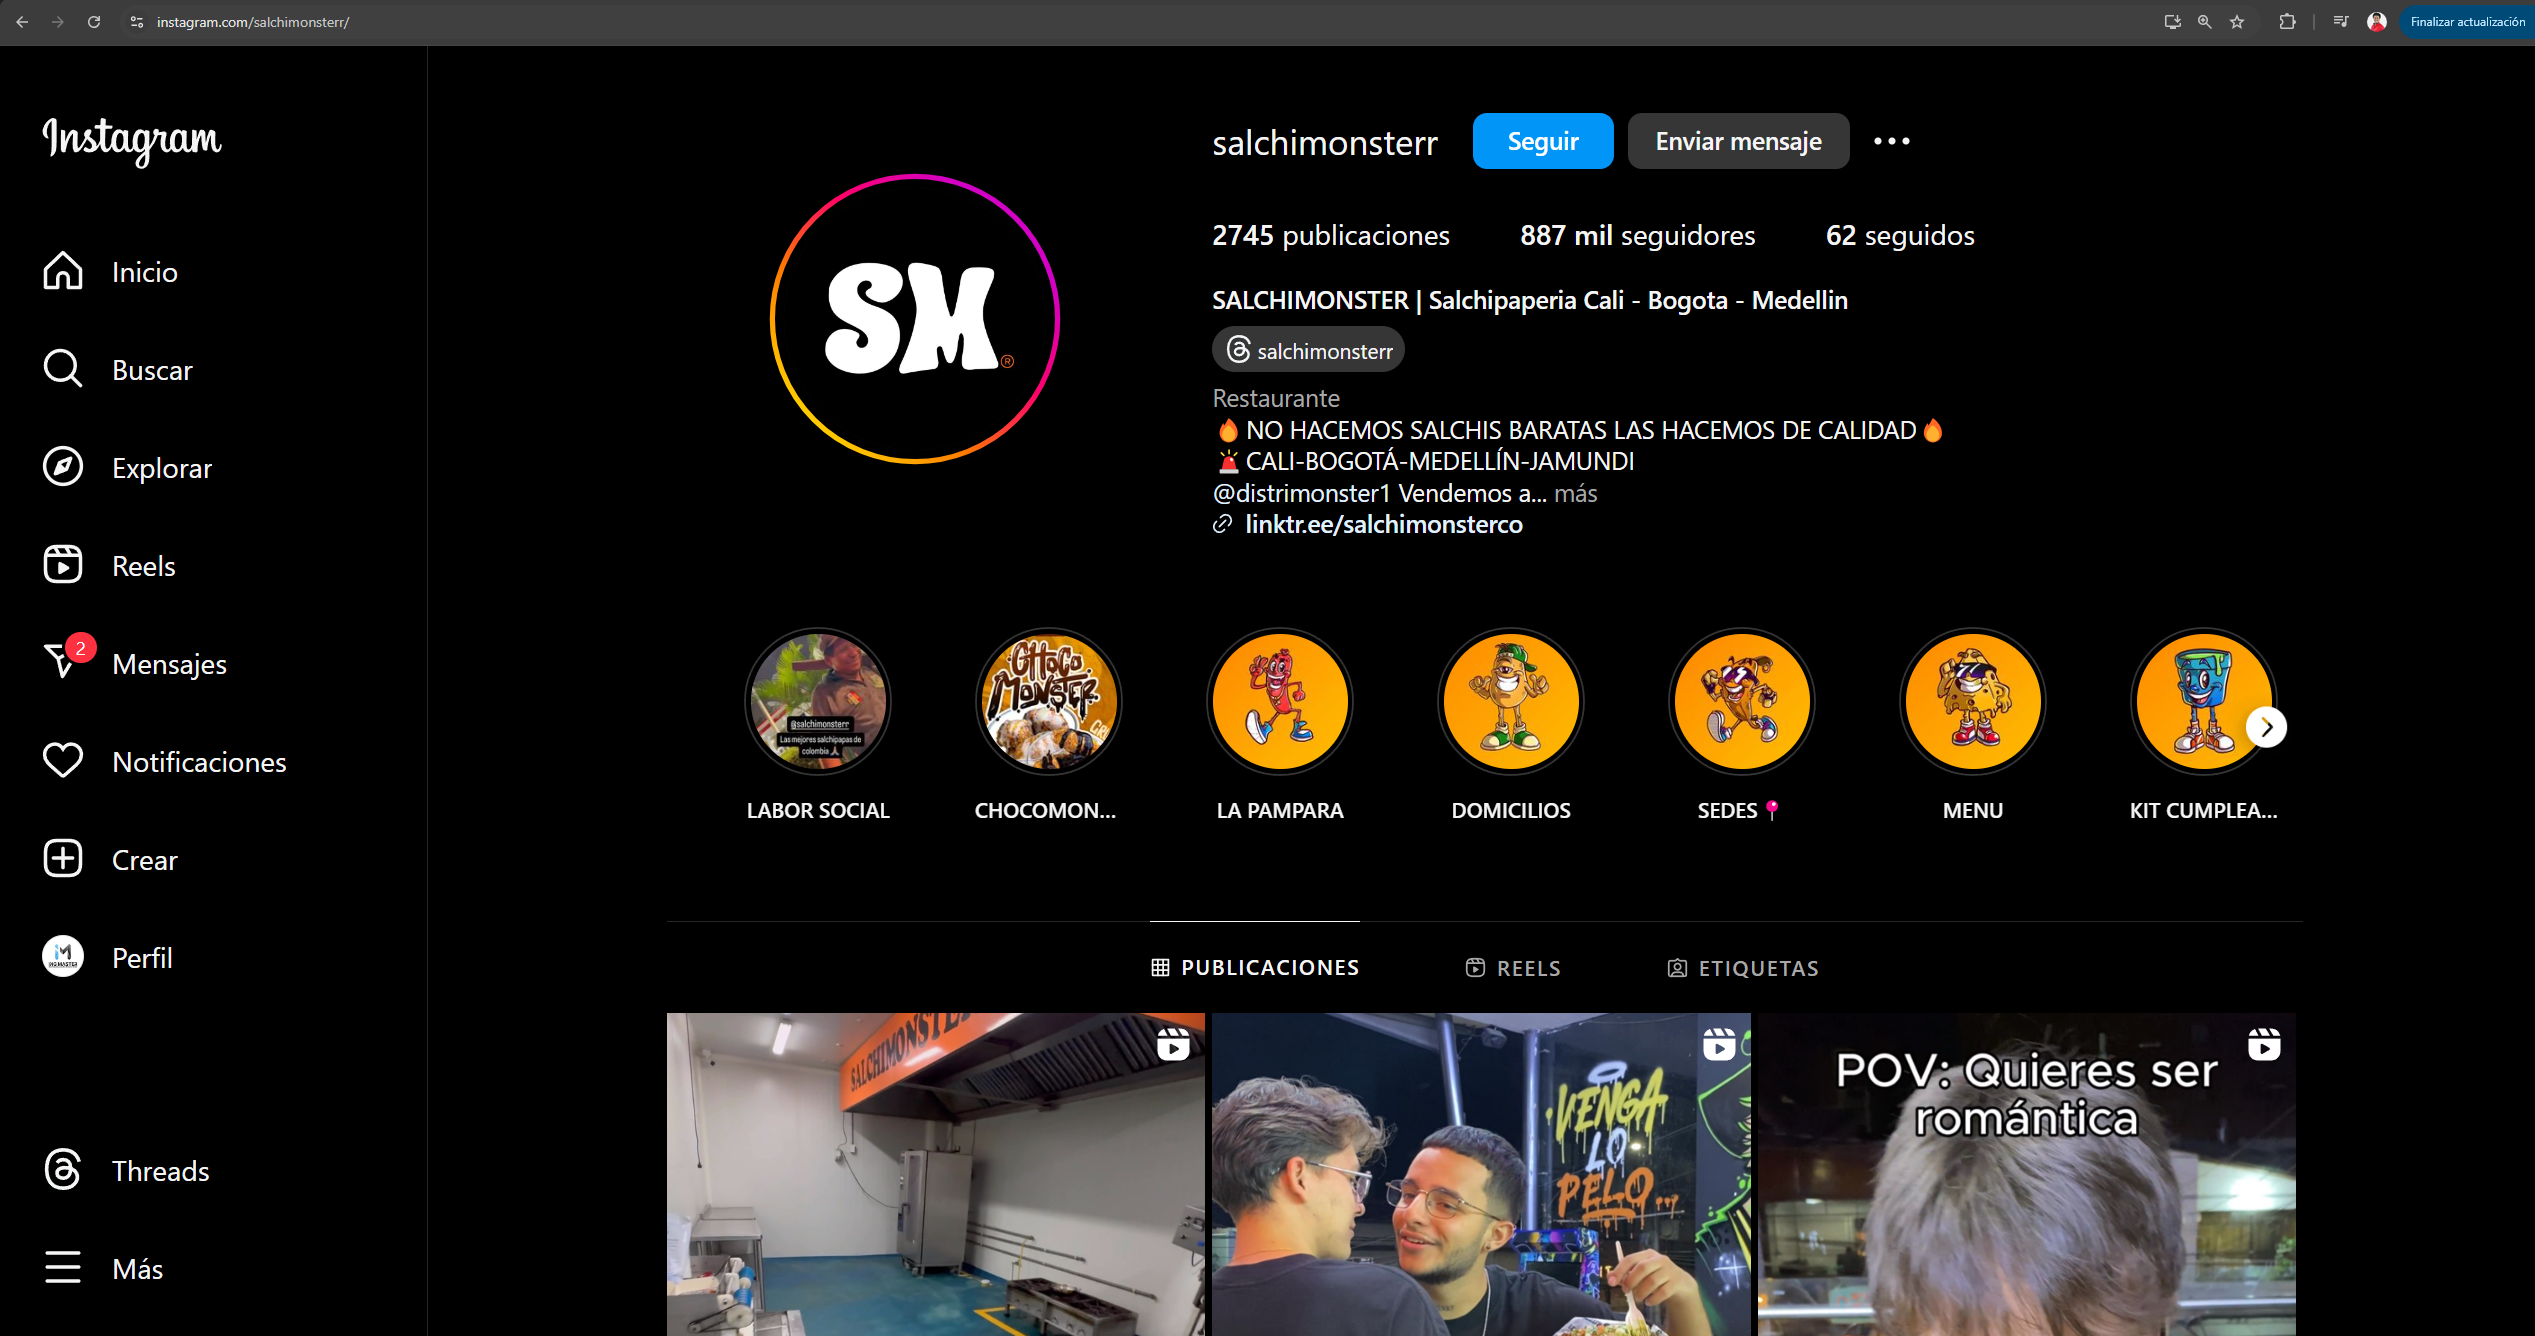 instagram.com/salchimonsterr/
Finalizar actualización
Instagram
Inicio
Buscar
Explorar
Reels
2
Mensajes
Notificaciones
Crear
Perfil
Threads
Más
SM®
salchimonsterr
Seguir
Enviar mensaje
2745 publicaciones
887 mil seguidores
62 seguidos
SALCHIMONSTER | Salchipaperia Cali - Bogota - Medellin
salchimonsterr
Restaurante
🔥NO HACEMOS SALCHIS BARATAS LAS HACEMOS DE CALIDAD🔥
🚨CALI-BOGOTÁ-MEDELLÍN-JAMUNDI
@distrimonster1 Vendemos a... más
linktr.ee/salchimonsterco
@salchimonsterr
Las mejores salchipapas de
colombia
CHOCO
MONSTER
LABOR SOCIAL
CHOCOMON...
LA PAMPARA
DOMICILIOS
SEDES📍
MENU
KIT CUMPLEA...
PUBLICACIONES
REELS
ETIQUETAS
SALCHIMONSTER
VENGA
LO
PELO...
POV: Quieres ser
romántica